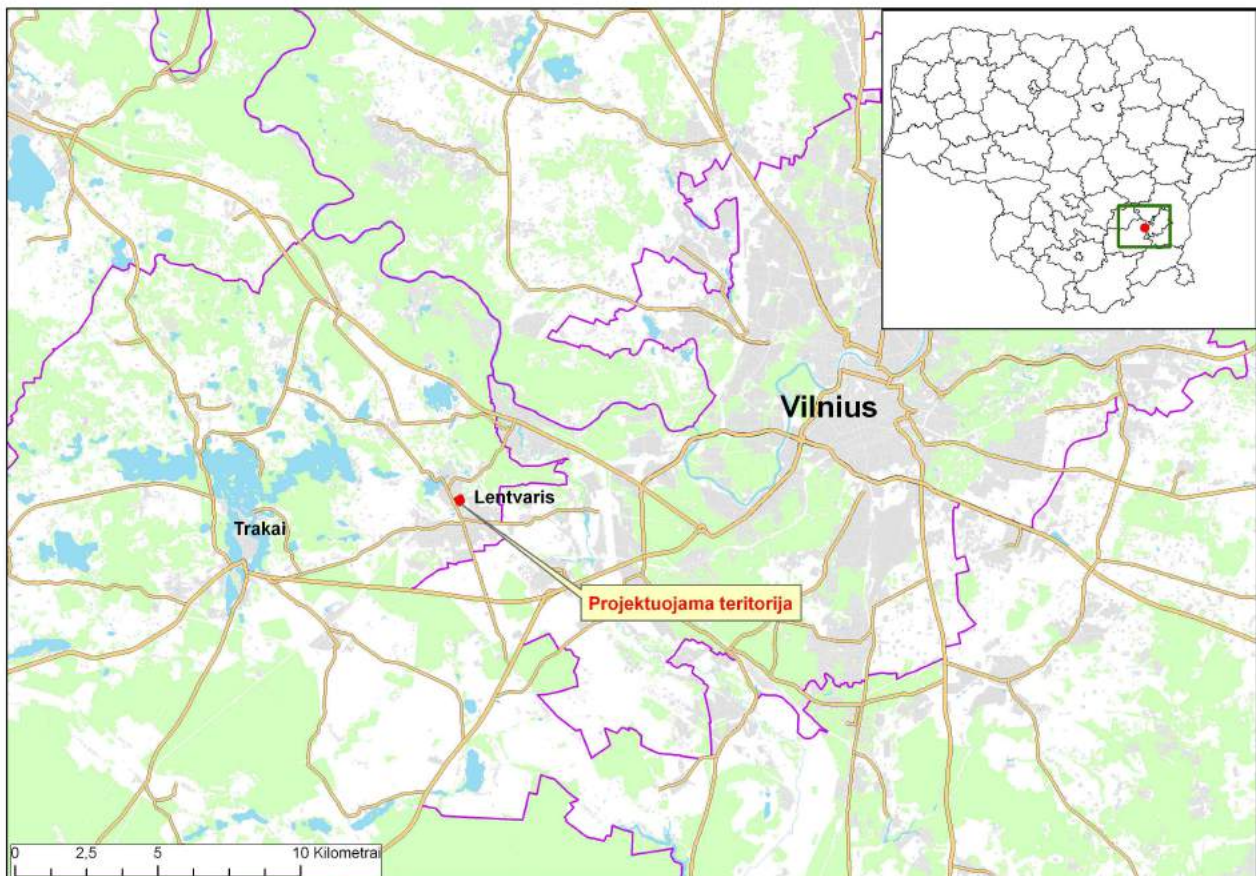 Vilnius
Lentvaris
Trakai
Projektuojama teritorija
0 2,5 5 10 Kilometrai